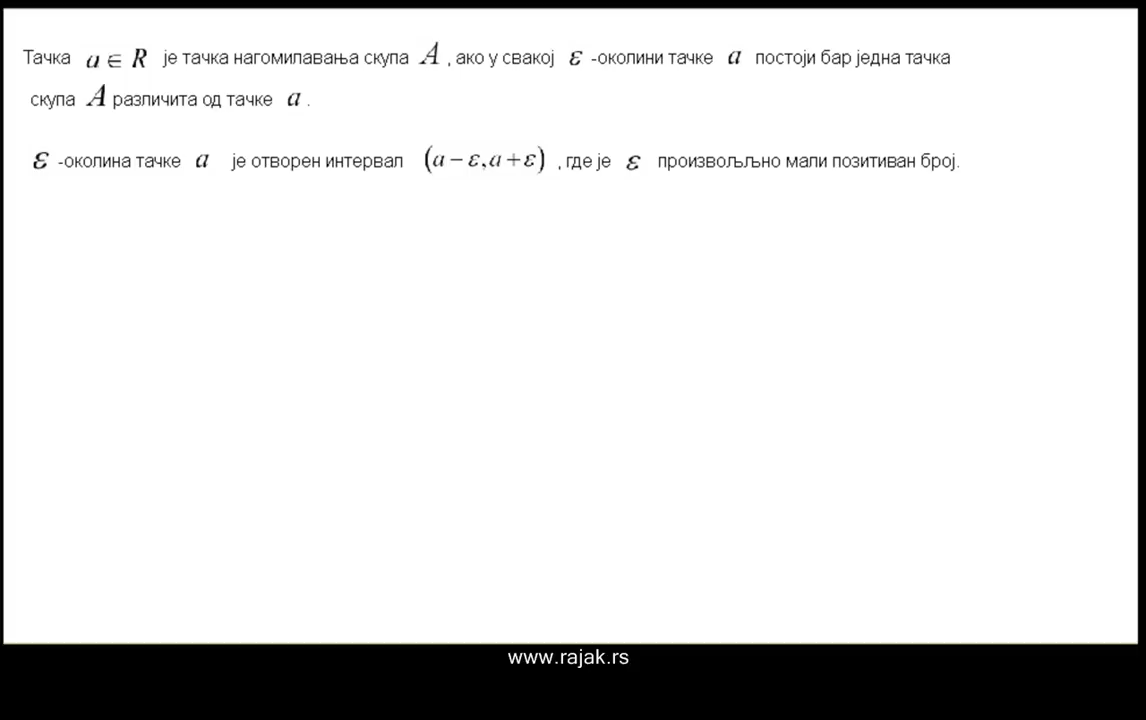 Тачка a ∈ R је тачка нагомилавања скупа A , ако у свакој ε -околини тачке a постоји бар једна тачка
скупа A различита од тачке a .
ε -околина тачке a је отворен интервал (a − ε, a + ε) , где је ε произвољљно мали позитиван број.
www.rajak.rs